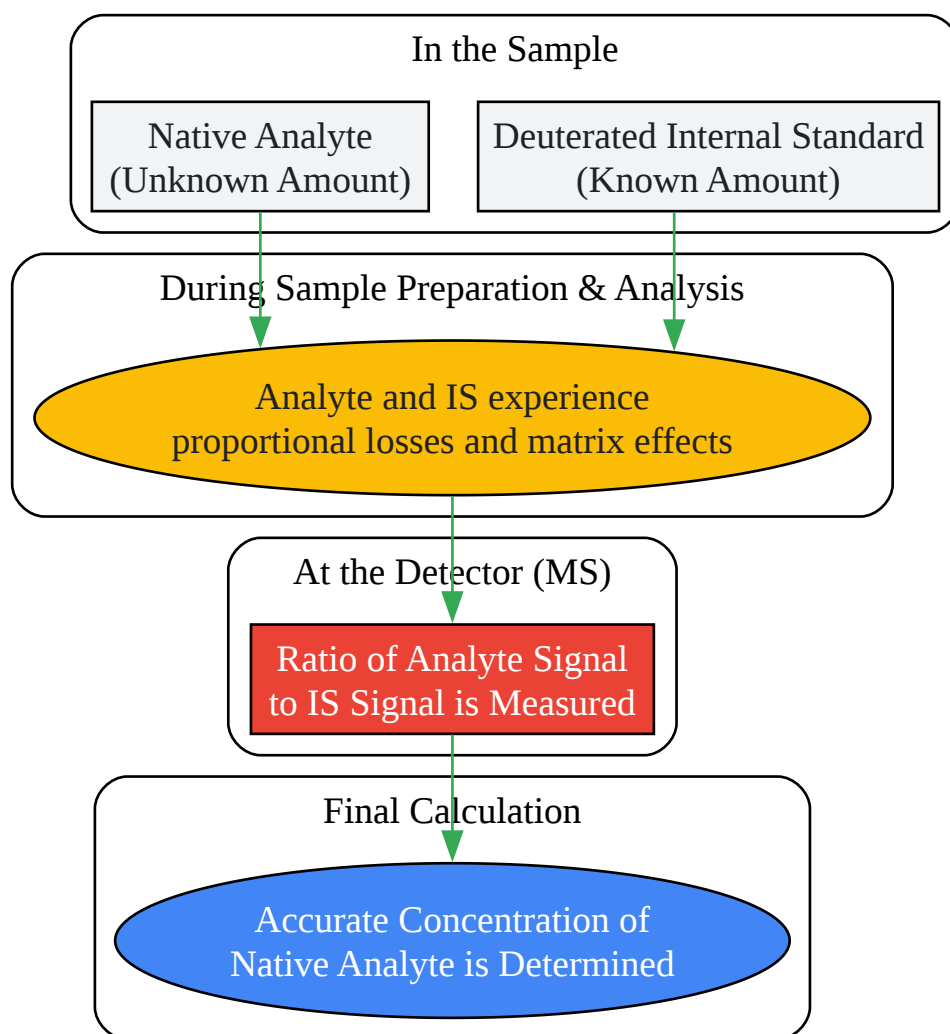 In the Sample
Native Analyte
(Unknown Amount)
Deuterated Internal Standard
(Known Amount)
During Sample Preparation & Analysis
Analyte and IS experience
proportional losses and matrix effects
At the Detector (MS)
Ratio of Analyte Signal
to IS Signal is Measured
Final Calculation
Accurate Concentration of
Native Analyte is Determined